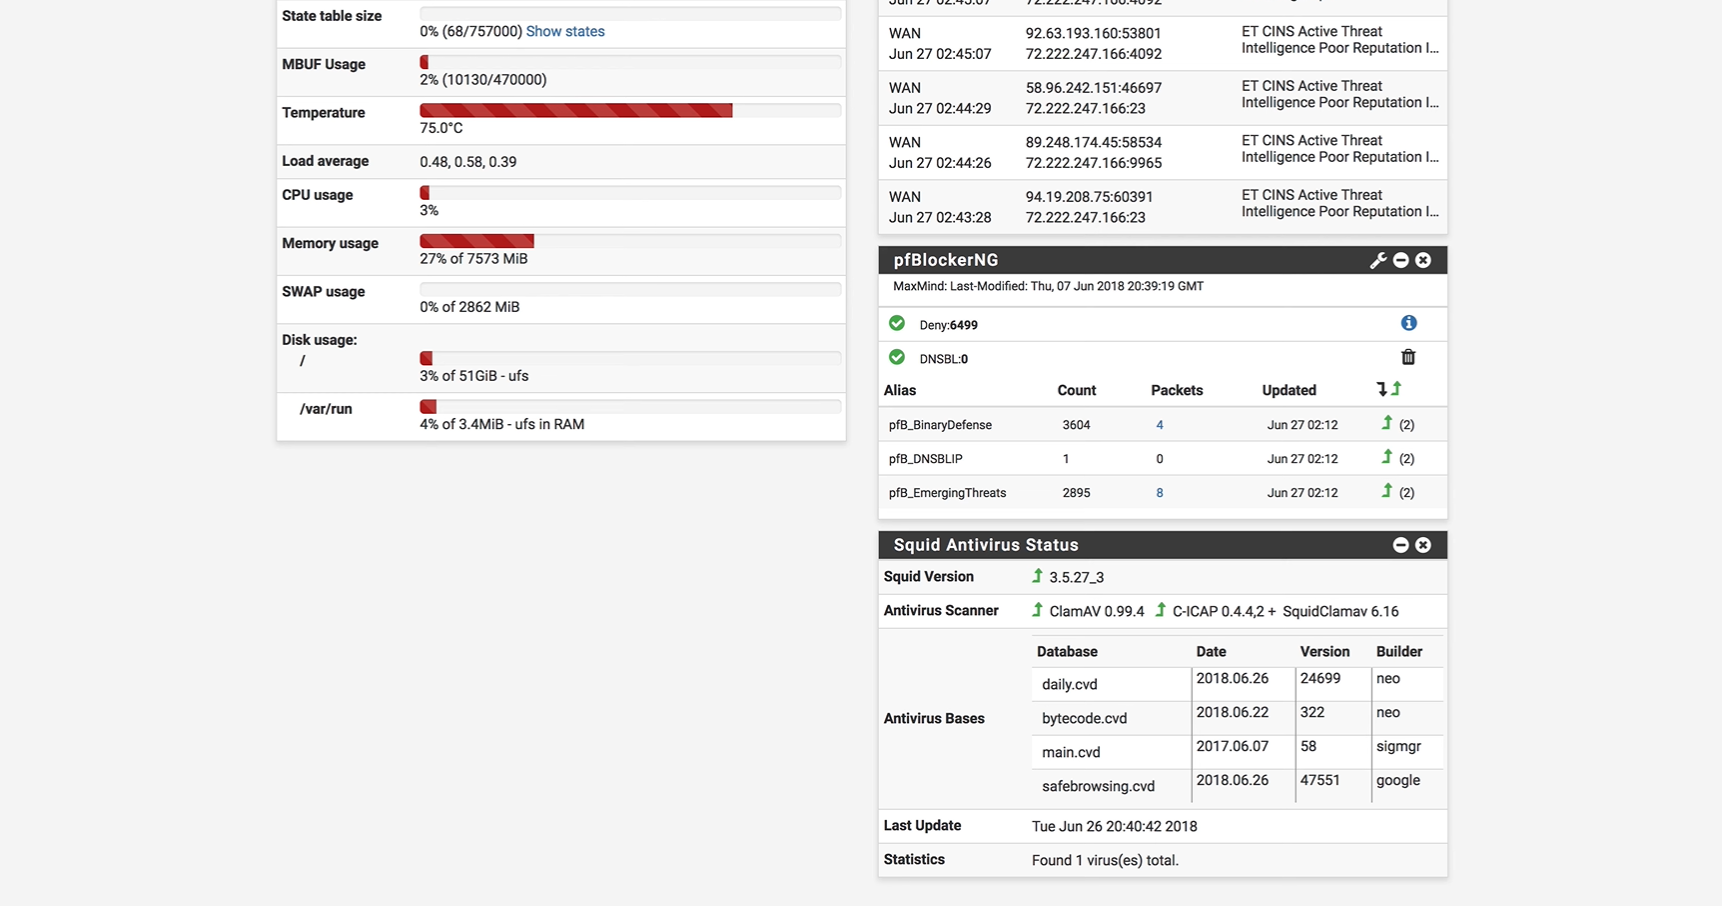 State table size
0% (68/757000) Show states
MBUF Usage
2% (10130/470000)
Temperature
75.0°C
Load average
0.48, 0.58, 0.39
CPU usage
3%
Memory usage
27% of 7573 MiB
SWAP usage
0% of 2862 MiB
Disk usage:
/
3% of 51GiB - ufs
/var/run
4% of 3.4MiB - ufs in RAM
Jun 27 02:45:07 72.222.247.166:4092
WAN 92.63.193.160:53801 ET CINS Active Threat
Jun 27 02:45:07 72.222.247.166:4092 Intelligence Poor Reputation I...
WAN 58.96.242.151:46697 ET CINS Active Threat
Jun 27 02:44:29 72.222.247.166:23 Intelligence Poor Reputation I...
WAN 89.248.174.45:58534 ET CINS Active Threat
Jun 27 02:44:26 72.222.247.166:9965 Intelligence Poor Reputation I...
WAN 94.19.208.75:60391 ET CINS Active Threat
Jun 27 02:43:28 72.222.247.166:23 Intelligence Poor Reputation I...
pfBlockerNG
MaxMind: Last-Modified: Thu, 07 Jun 2018 20:39:19 GMT
Deny:6499
DNSBL:0
Alias Count Packets Updated
pfB_BinaryDefense 3604 4 Jun 27 02:12 (2)
pfB_DNSBLIP 1 0 Jun 27 02:12 (2)
pfB_EmergingThreats 2895 8 Jun 27 02:12 (2)
Squid Antivirus Status
Squid Version 3.5.27_3
Antivirus Scanner ClamAV 0.99.4 C-ICAP 0.4.4,2 + SquidClamav 6.16
Antivirus Bases
Database Date Version Builder
daily.cvd 2018.06.26 24699 neo
bytecode.cvd 2018.06.22 322 neo
main.cvd 2017.06.07 58 sigmgr
safebrowsing.cvd 2018.06.26 47551 google
Last Update Tue Jun 26 20:40:42 2018
Statistics Found 1 virus(es) total.